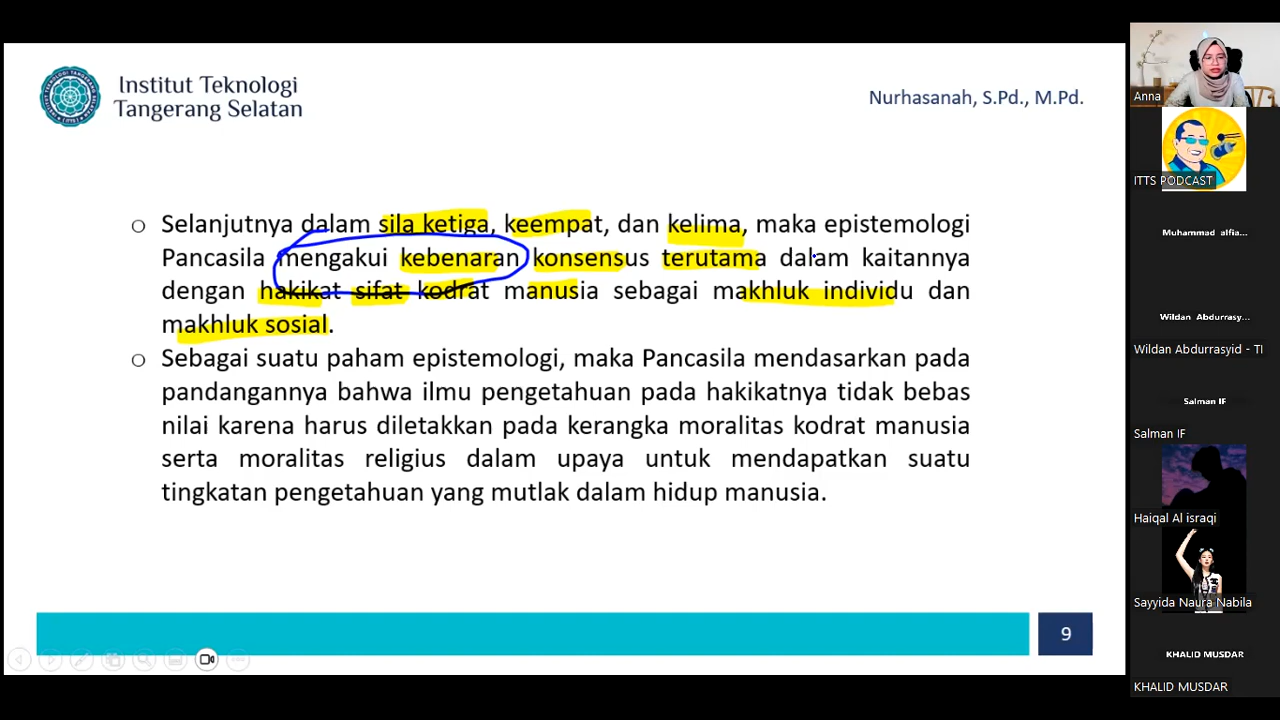 Institut Teknologi
Tangerang Selatan
Nurhasanah, S.Pd., M.Pd.
Selanjutnya dalam sila ketiga, keempat, dan kelima, maka epistemologi
Pancasila mengakui kebenaran konsensus terutama dalam kaitannya
dengan hakikat sifat kodrat manusia sebagai makhluk individu dan
makhluk sosial.
Sebagai suatu paham epistemologi, maka Pancasila mendasarkan pada
pandangannya bahwa ilmu pengetahuan pada hakikatnya tidak bebas
nilai karena harus diletakkan pada kerangka moralitas kodrat manusia
serta moralitas religius dalam upaya untuk mendapatkan suatu
tingkatan pengetahuan yang mutlak dalam hidup manusia.
9
Anna
ITTS PODCAST
Muhammad alfia...
Wildan Abdurrasy...
Wildan Abdurrasyid - TI
Salman IF
Salman IF
Haiqal Al israqi
Sayyida Naura Nabila
KHALID MUSDAR
KHALID MUSDAR